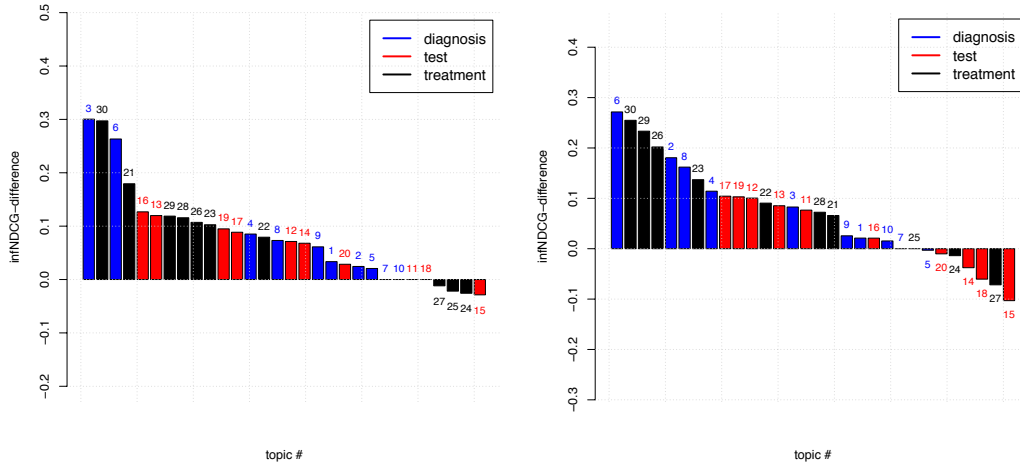 0.5
0.4
0.3
0.2
0.1
0.0
−0.1
−0.2
infNDCG−difference
diagnosis
test
treatment
3 30 6 21 16 13 29 28 26 23 19 17 4 22 8 12 14 9 1 20 2 5 7 10 11 18 27 25 24 15
topic #
0.4
0.3
0.2
0.1
0.0
−0.1
−0.2
−0.3
infNDCG−difference
diagnosis
test
treatment
6 30 29 26 2 8 23 4 17 19 12 22 13 3 11 28 21 9 1 16 10 7 25 5 20 24 14 18 27 15
topic #